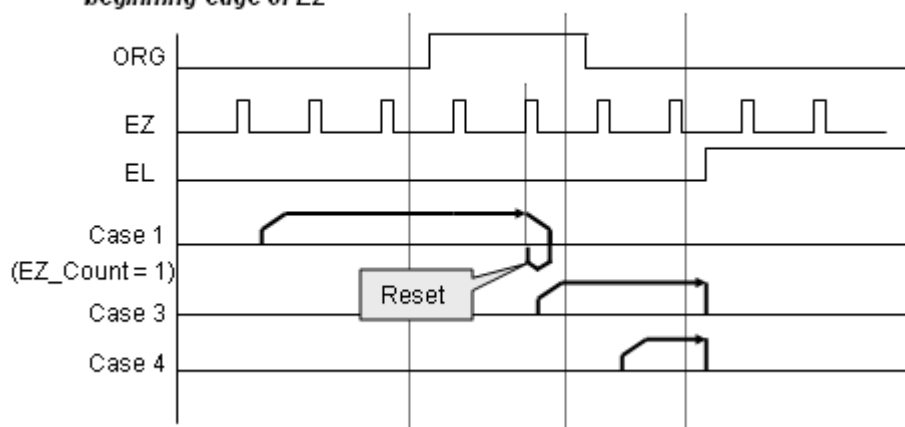 beginning edge of EZ
ORG
EZ
EL
Case 1
(EZ_Count = 1)
Reset
Case 3
Case 4